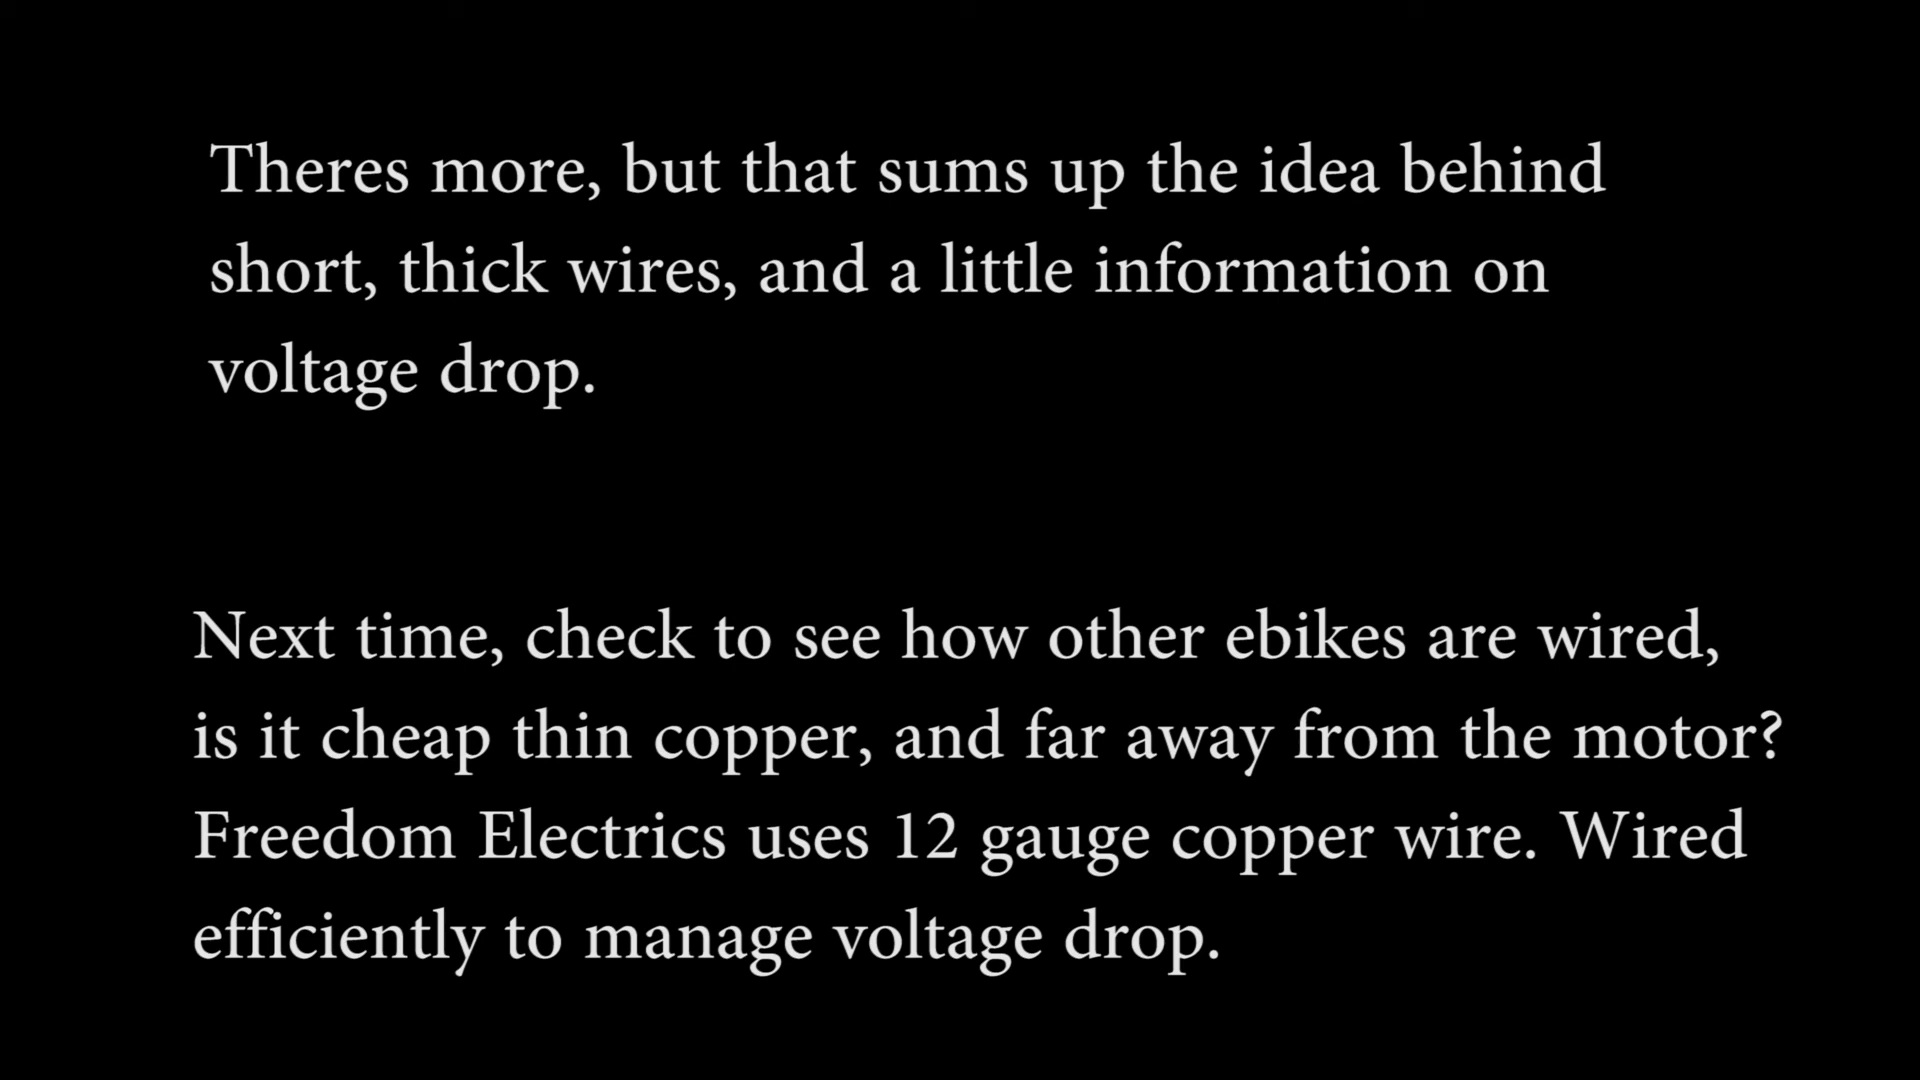 Theres more, but that sums up the idea behind
short, thick wires, and a little information on
voltage drop.
Next time, check to see how other ebikes are wired,
is it cheap thin copper, and far away from the motor?
Freedom Electrics uses 12 gauge copper wire. Wired
efficiently to manage voltage drop.